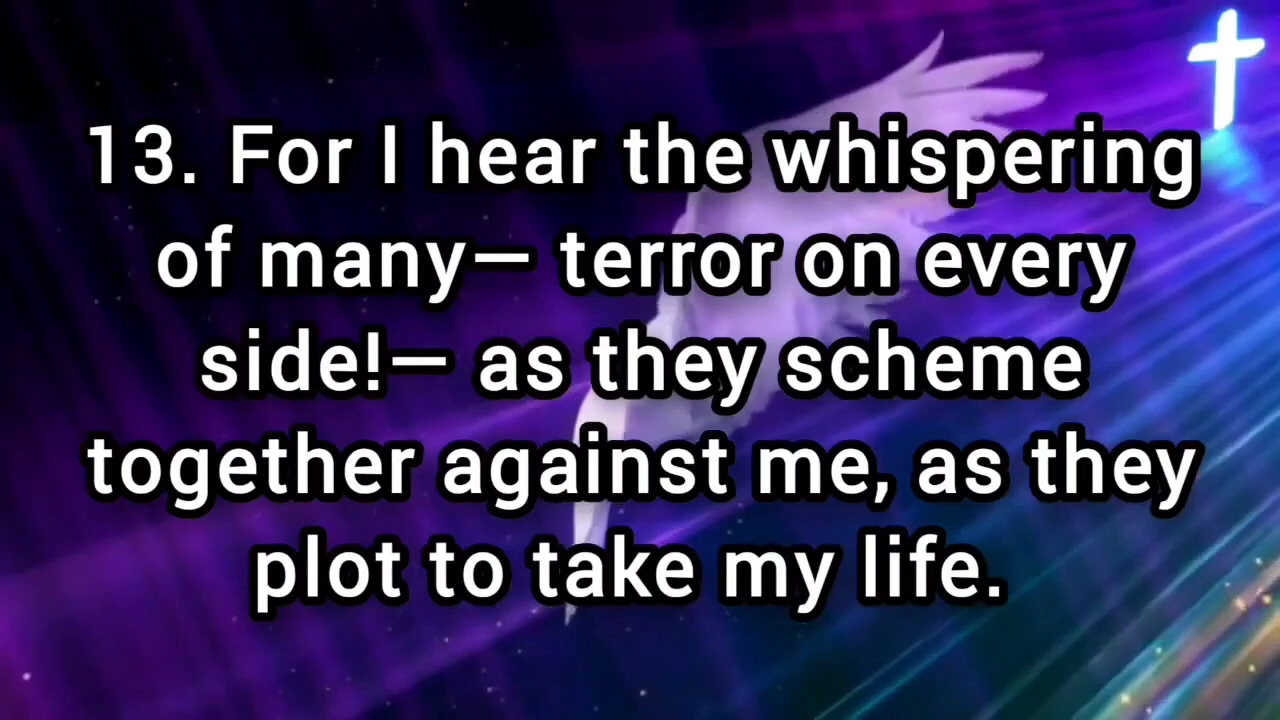 13. For I hear the whispering
of many— terror on every
side!— as they scheme
together against me, as they
plot to take my life.